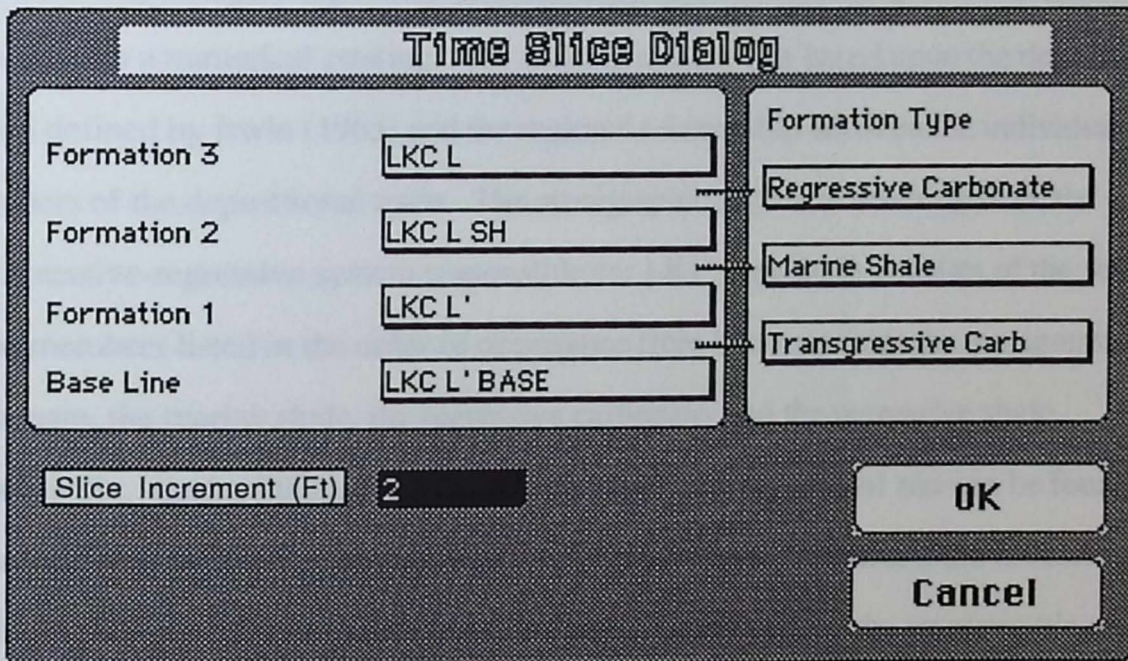 Time Slice Dialog
Formation 3 LKC L
Formation 2 LKC L SH
Formation 1 LKC L'
Base Line LKC L' BASE
Formation Type
Regressive Carbonate
Marine Shale
Transgressive Carb
Slice Increment (Ft) 2
OK
Cancel